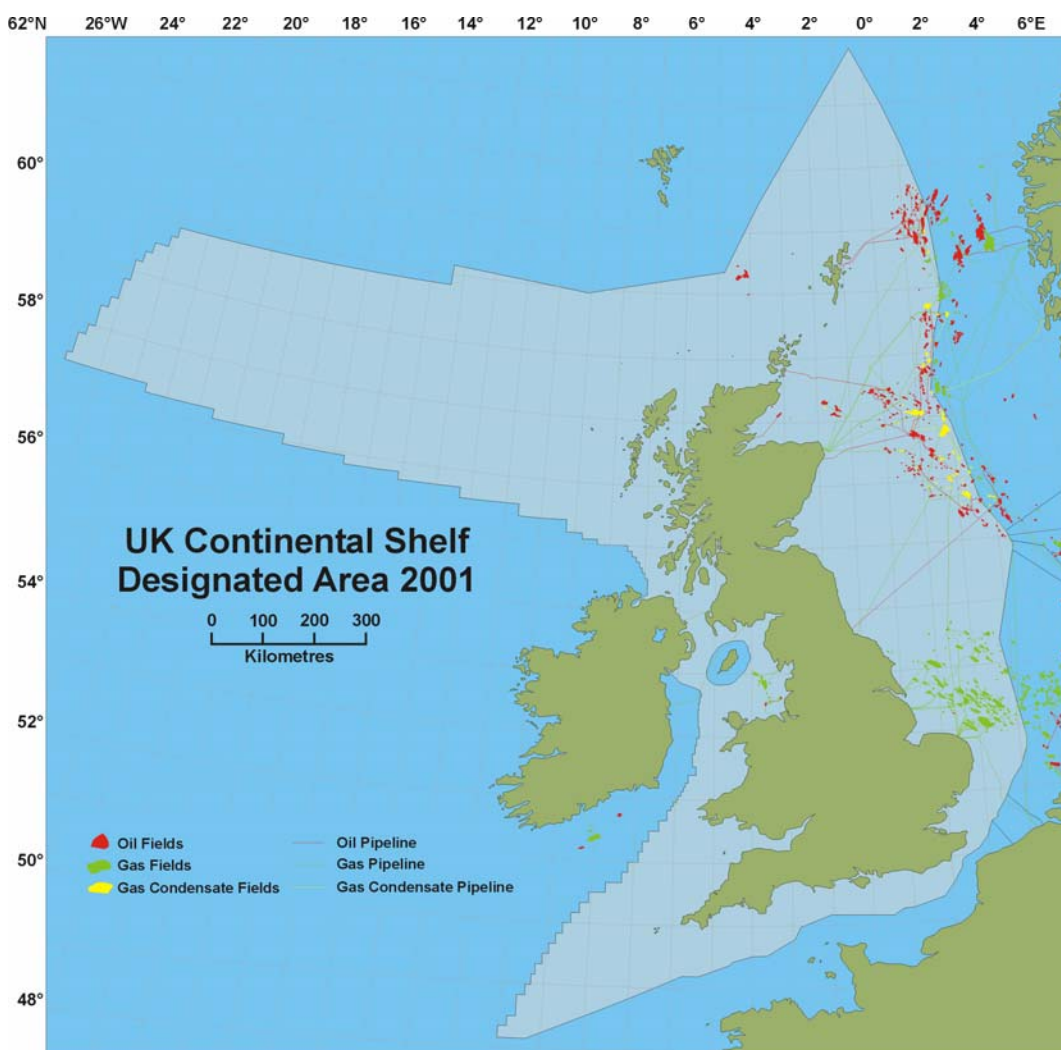 62°N 26°W 24° 22° 20° 18° 16° 14° 12° 10° 8° 6° 4° 2° 0° 2° 4° 6°E
60°
58°
56°
UK Continental Shelf
Designated Area 2001
54°
0 100 200 300
Kilometres
52°
Oil Fields Oil Pipeline
50°
Gas Fields Gas Pipeline
Gas Condensate Fields Gas Condensate Pipeline
48°